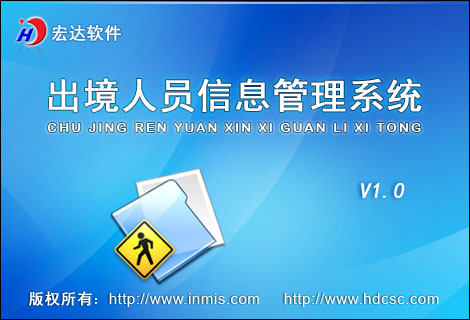 H 宏达软件
出境人员信息管理系统
CHU JING REN YUAN XIN XI GUAN LI XI TONG
V1.0
版权所有：http://www.inmis.com http://www.hdcsc.com